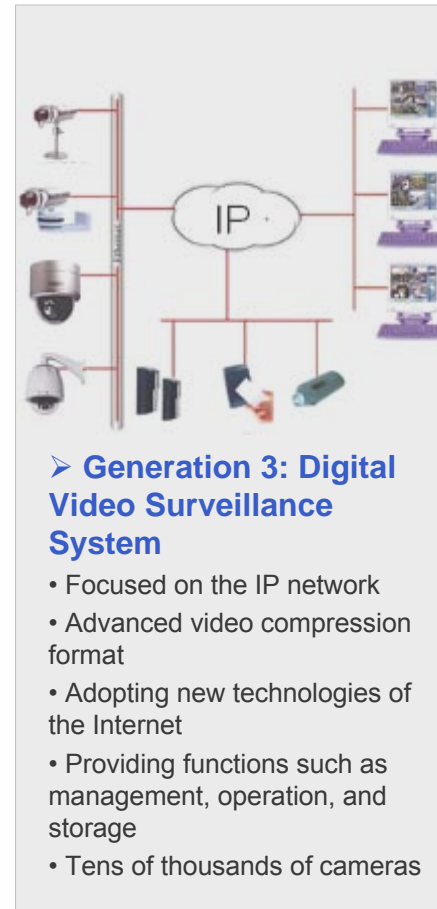 IP
➢ Generation 3: Digital
Video Surveillance
System
• Focused on the IP network
• Advanced video compression
format
• Adopting new technologies of
the Internet
• Providing functions such as
management, operation, and
storage
• Tens of thousands of cameras